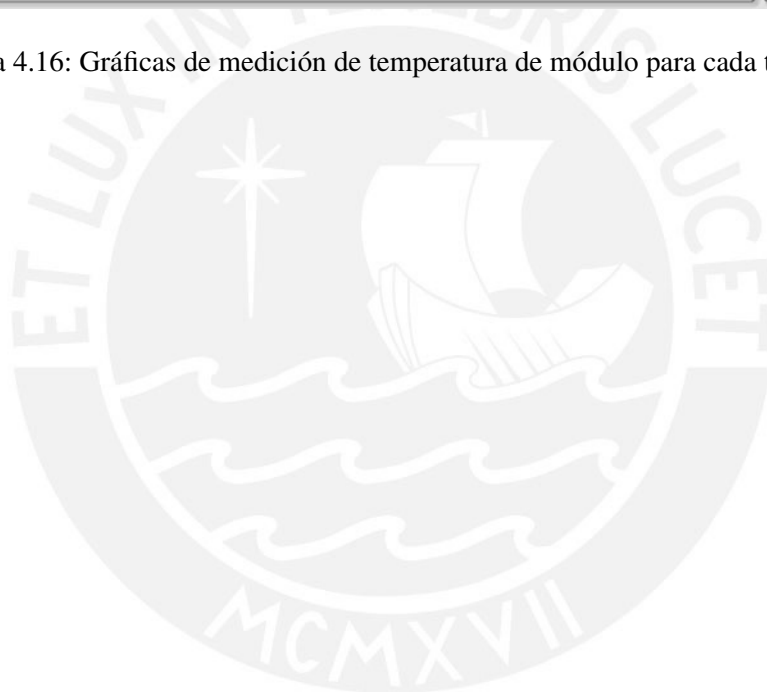 a 4.16: Gráficas de medición de temperatura de módulo para cada t
ET LUX IN TENEBRIS LUCET
MCMXVII